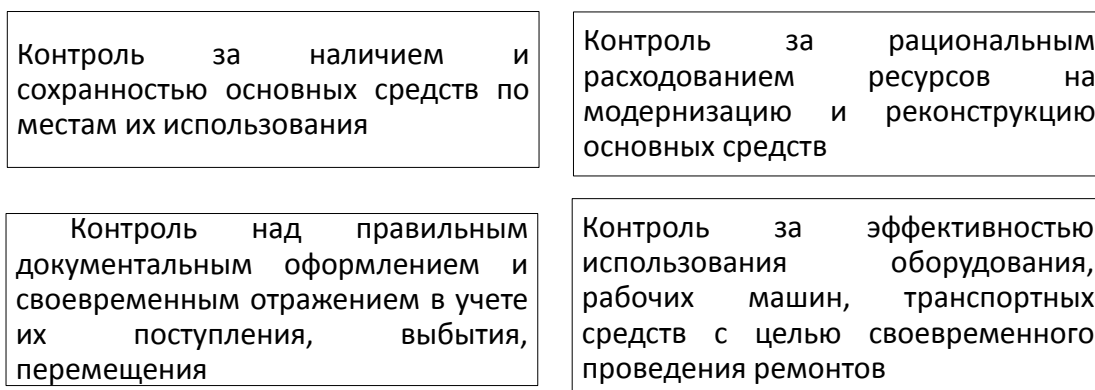 Контроль за наличием и
сохранностью основных средств по
местам их использования
Контроль за рациональным
расходованием ресурсов на
модернизацию и реконструкцию
основных средств
Контроль над правильным
документальным оформлением и
своевременным отражением в учете
их поступления, выбытия,
перемещения
Контроль за эффективностью
использования оборудования,
рабочих машин, транспортных
средств с целью своевременного
проведения ремонтов